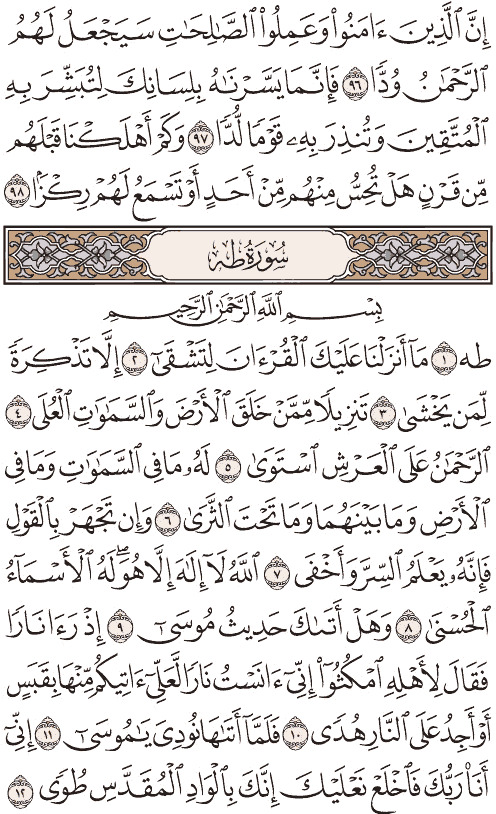 إِنَّ ٱلَّذِينَ ءَامَنُوا۟ وَعَمِلُوا۟ ٱلصَّـٰلِحَـٰتِ سَيَجْعَلُ لَهُمُ
ٱلرَّحْمَـٰنُ وُدًّا ٩٦ فَإِنَّمَا يَسَّرْنَـٰهُ بِلِسَانِكَ لِتُبَشِّرَ بِهِ
ٱلْمُتَّقِينَ وَتُنذِرَ بِهِۦ قَوْمًا لُّدًّا ٩٧ وَكَمْ أَهْلَكْنَا قَبْلَهُم
مِّن قَرْنٍ هَلْ تُحِسُّ مِنْهُم مِّنْ أَحَدٍ أَوْ تَسْمَعُ لَهُمْ رِكْزًۢا ٩٨
سُورَةُ طه
بِسْمِ ٱللَّهِ ٱلرَّحْمَـٰنِ ٱلرَّحِيمِ
طه ١ مَآ أَنزَلْنَا عَلَيْكَ ٱلْقُرْءَانَ لِتَشْقَىٰٓ ٢ إِلَّا تَذْكِرَةً
لِّمَن يَخْشَىٰ ٣ تَنزِيلًا مِّمَّنْ خَلَقَ ٱلْأَرْضَ وَٱلسَّمَـٰوَٰتِ ٱلْعُلَى ٤
ٱلرَّحْمَـٰنُ عَلَى ٱلْعَرْشِ ٱسْتَوَىٰ ٥ لَهُۥ مَا فِى ٱلسَّمَـٰوَٰتِ وَمَا فِى
ٱلْأَرْضِ وَمَا بَيْنَهُمَا وَمَا تَحْتَ ٱلثَّرَىٰ ٦ وَإِن تَجْهَرْ بِٱلْقَوْلِ
فَإِنَّهُۥ يَعْلَمُ ٱلسِّرَّ وَأَخْفَى ٧ ٱللَّهُ لَآ إِلَـٰهَ إِلَّا هُوَ ۖ لَهُ ٱلْأَسْمَآءُ
ٱلْحُسْنَىٰ ٨ وَهَلْ أَتَىٰكَ حَدِيثُ مُوسَىٰٓ ٩ إِذْ رَءَا نَارًا
فَقَالَ لِأَهْلِهِ ٱمْكُثُوٓا۟ إِنِّىٓ ءَانَسْتُ نَارًا لَّعَلِّىٓ ءَاتِيكُم مِّنْهَا بِقَبَسٍ
أَوْ أَجِدُ عَلَى ٱلنَّارِ هُدًى ١٠ فَلَمَّآ أَتَىٰهَا نُودِىَ يَـٰمُوسَىٰٓ ١١ إِنِّىٓ
أَنَا۠ رَبُّكَ فَٱخْلَعْ نَعْلَيْكَ ۖ إِنَّكَ بِٱلْوَادِ ٱلْمُقَدَّسِ طُوًى ١٢